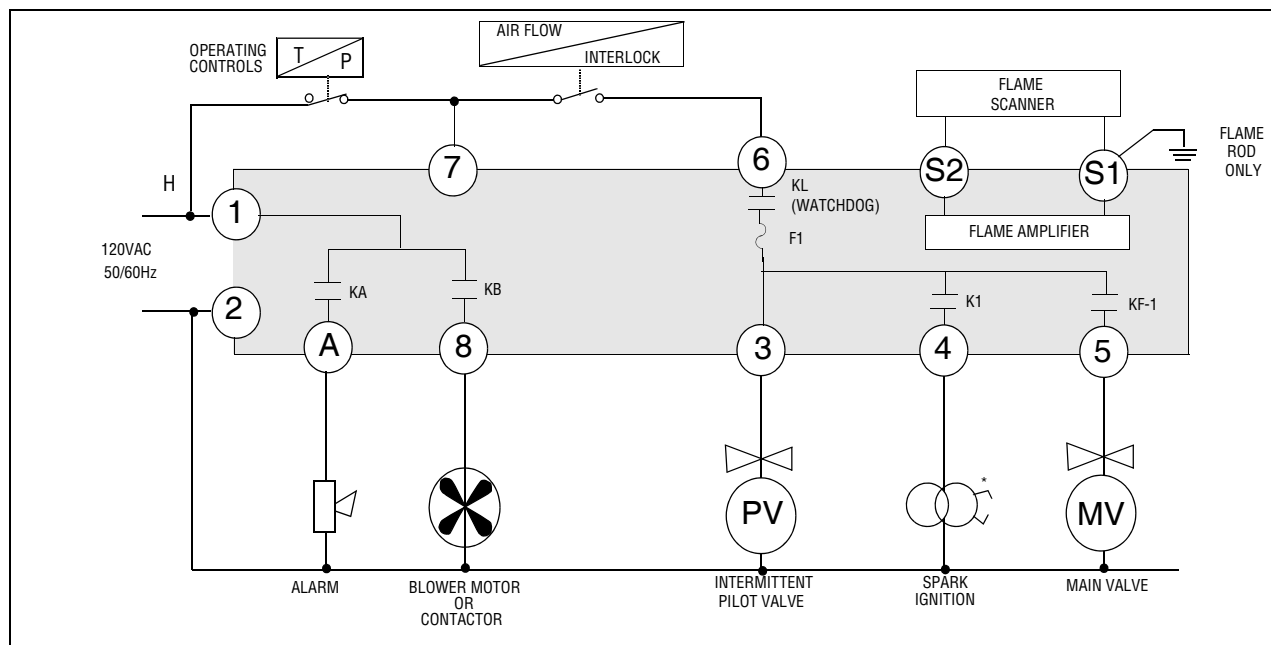 OPERATING
CONTROLS
T
P
AIR FLOW
INTERLOCK
FLAME
SCANNER
FLAME
ROD
ONLY
7
6
S2
S1
H
KL
(WATCHDOG)
F1
FLAME AMPLIFIER
1
120VAC
50/60Hz
2
KA
KB
K1
KF-1
A
8
3
4
5
PV
*
MV
ALARM
BLOWER MOTOR
OR
CONTACTOR
INTERMITTENT
PILOT VALVE
SPARK
IGNITION
MAIN VALVE